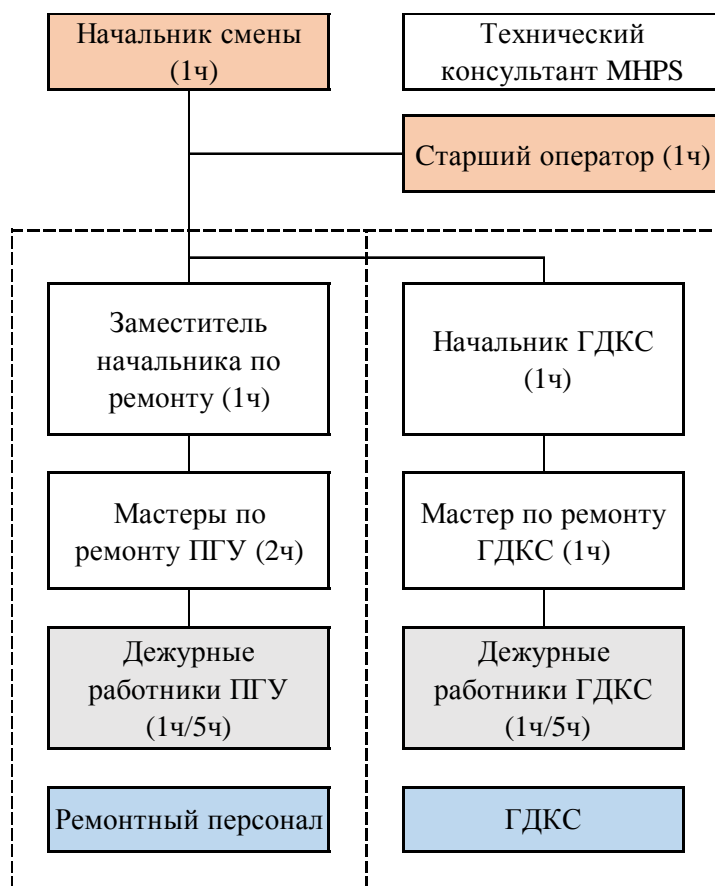 Начальник смены
(1ч)
Технический
консультант MHPS
Старший оператор (1ч)
Заместитель
начальника по
ремонту (1ч)
Начальник ГДКС
(1ч)
Мастеры по
ремонту ПГУ (2ч)
Мастер по ремонту
ГДКС (1ч)
Дежурные
работники ПГУ
(1ч/5ч)
Дежурные
работники ГДКС
(1ч/5ч)
Ремонтный персонал
ГДКС